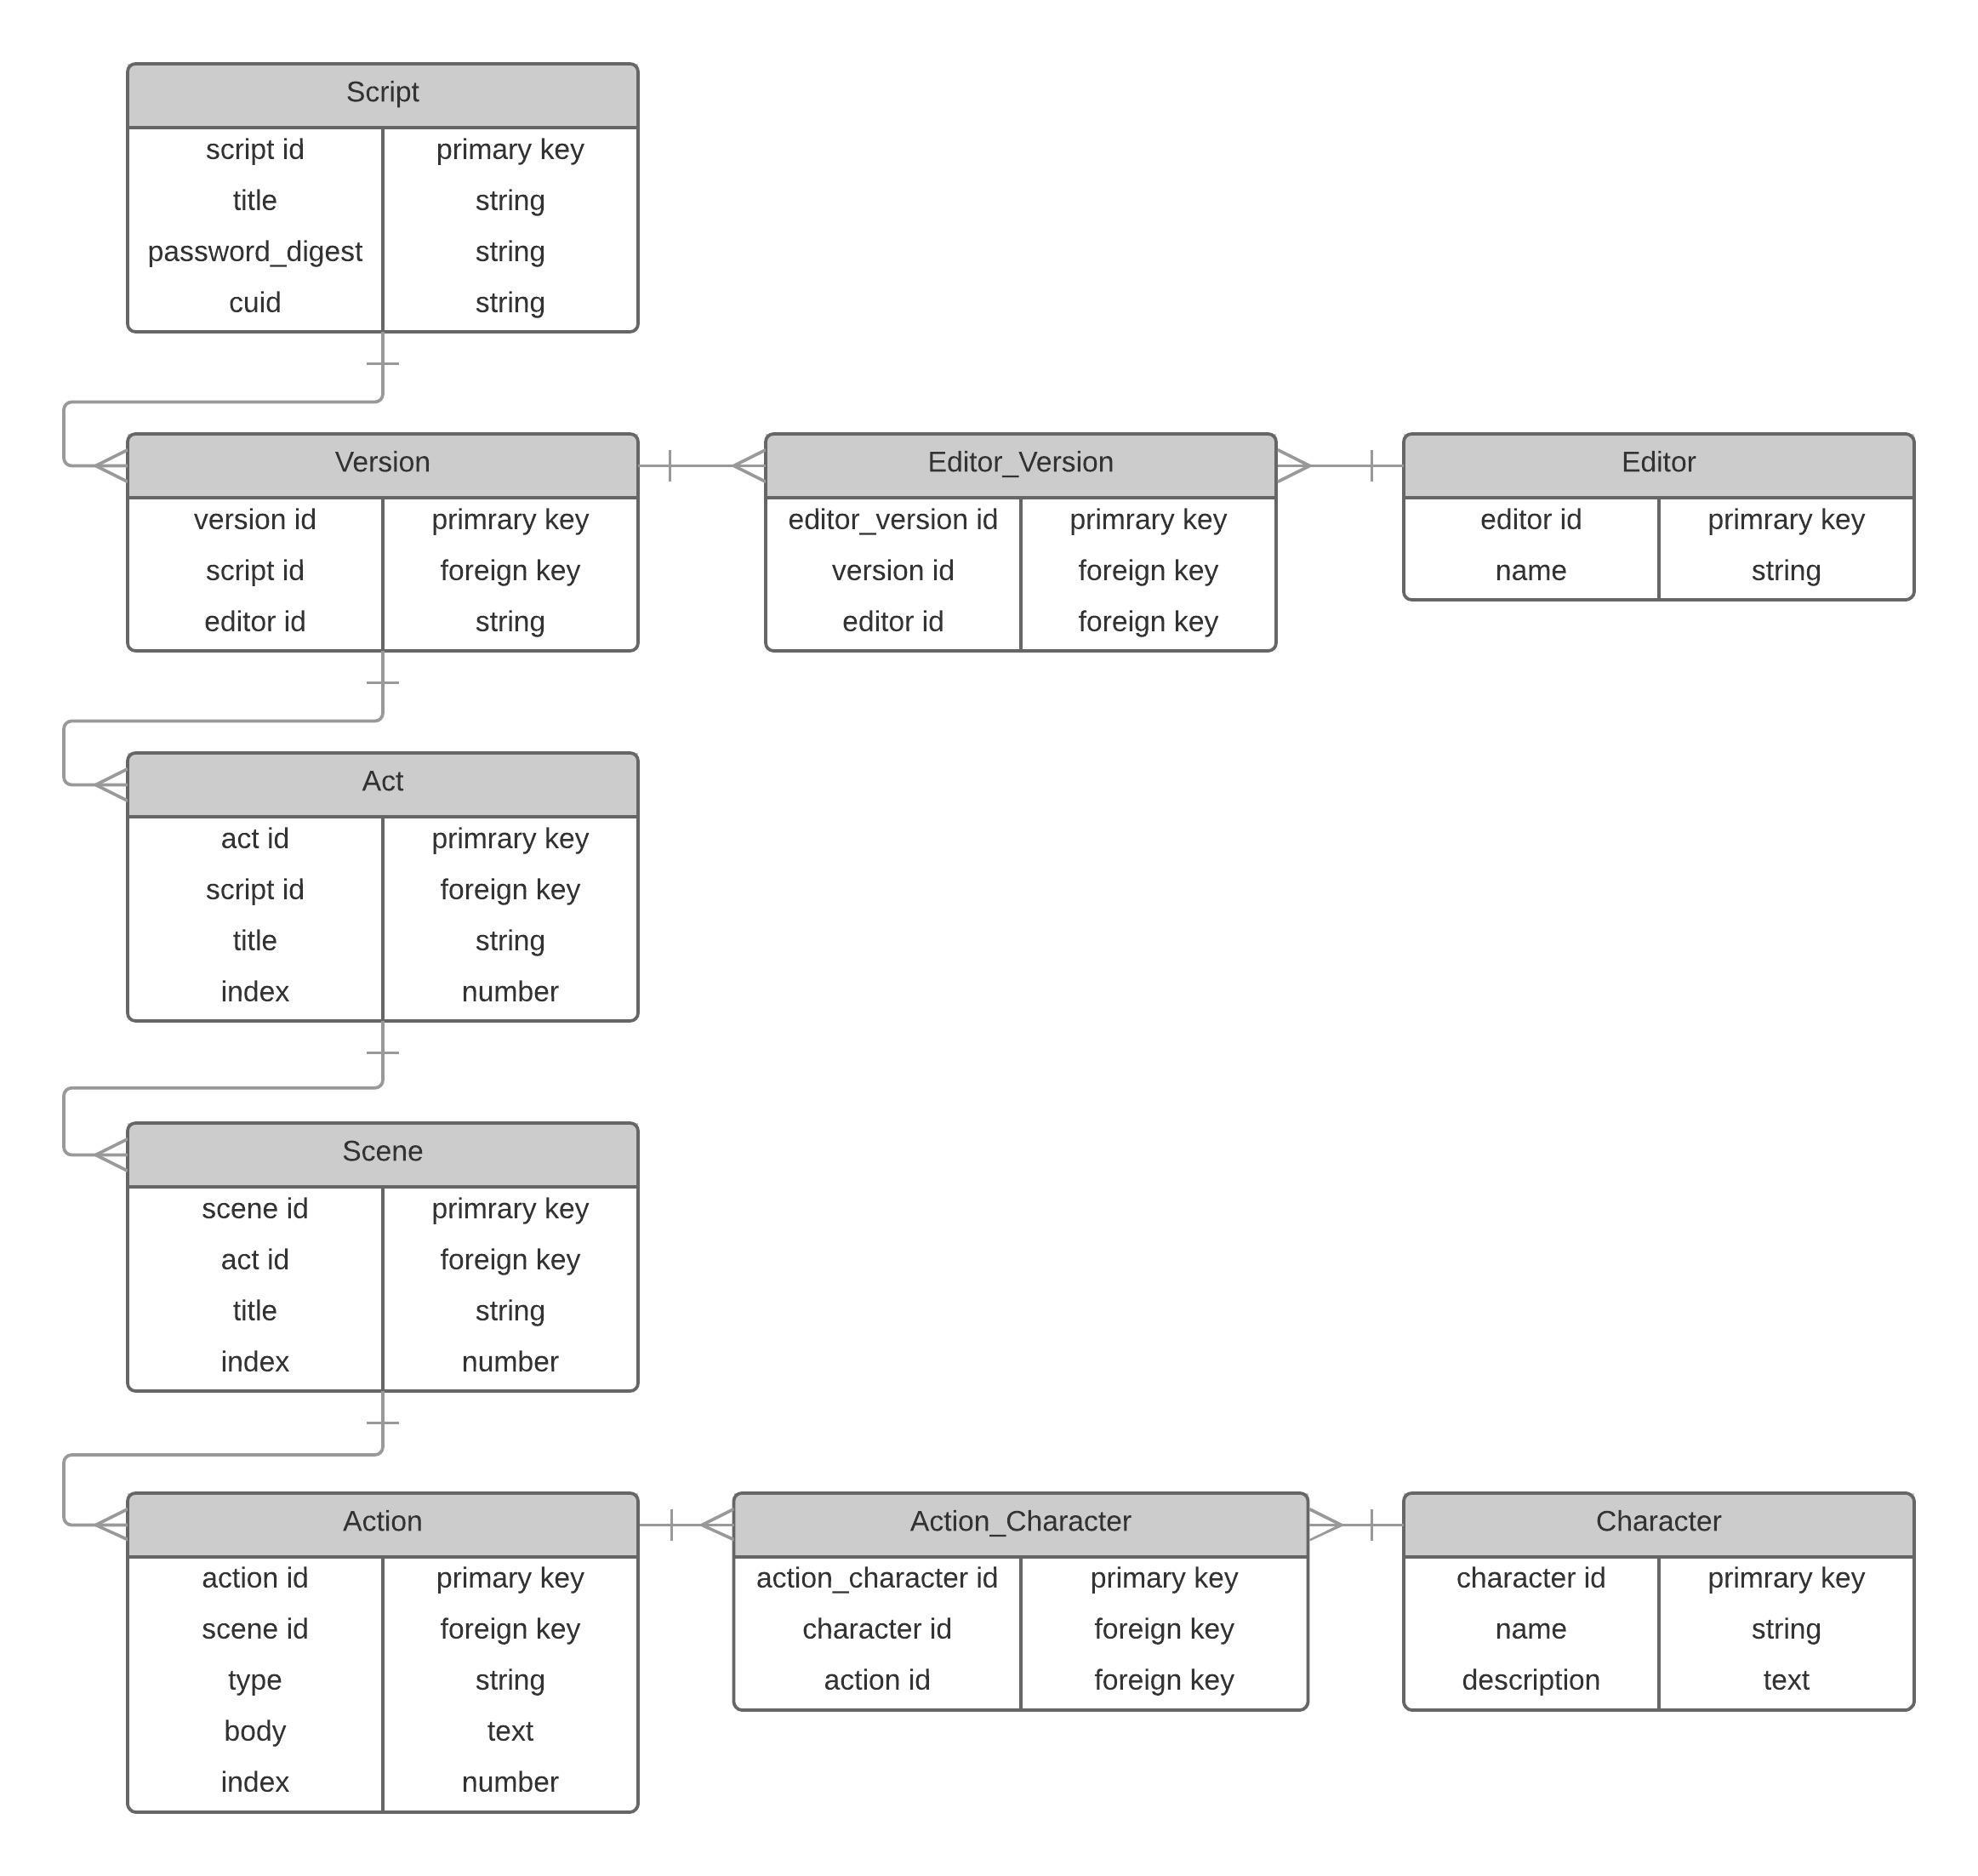 Script
script id primary key
title string
password_digest string
cuid string
Version
version id primrary key
script id foreign key
editor id string
Editor_Version
editor_version id primrary key
version id foreign key
editor id foreign key
Editor
editor id primrary key
name string
Act
act id primrary key
script id foreign key
title string
index number
Scene
scene id primrary key
act id foreign key
title string
index number
Action
action id primary key
scene id foreign key
type string
body text
index number
Action_Character
action_character id primary key
character id foreign key
action id foreign key
Character
character id primrary key
name string
description text